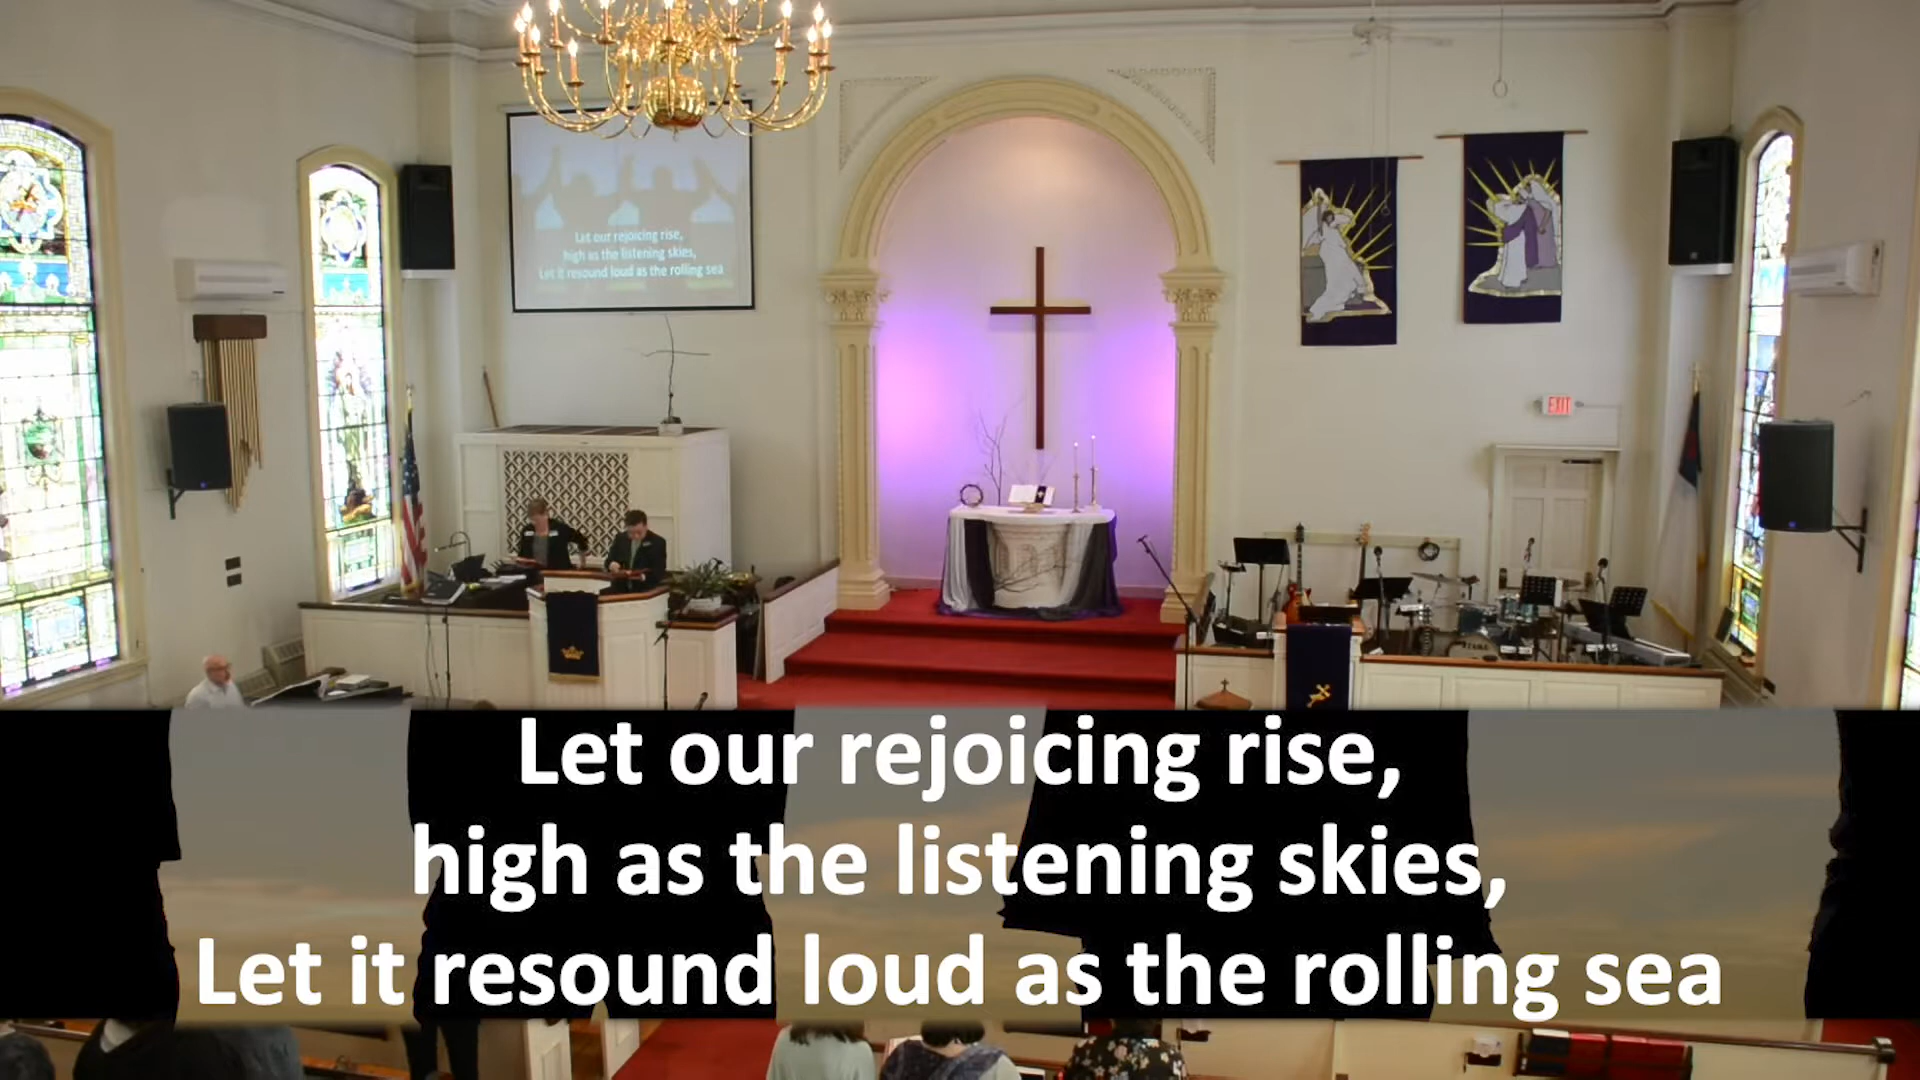 Let our rejoicing rise,
high as the listening skies,
Let it resound loud as the rolling sea
EXIT
TAMA
Let our rejoicing rise,
high as the listening skies,
Let it resound loud as the rolling sea